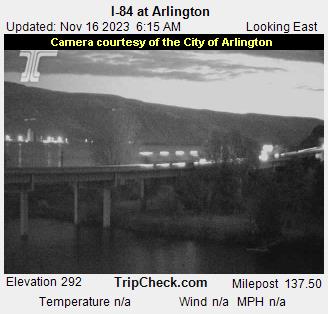 I-84 at Arlington
Updated: Nov 16 2023 6:15 AM Looking East
Camera courtesy of the City of Arlington
Elevation 292 TripCheck.com Milepost 137.50
Temperature n/a Wind n/a MPH n/a